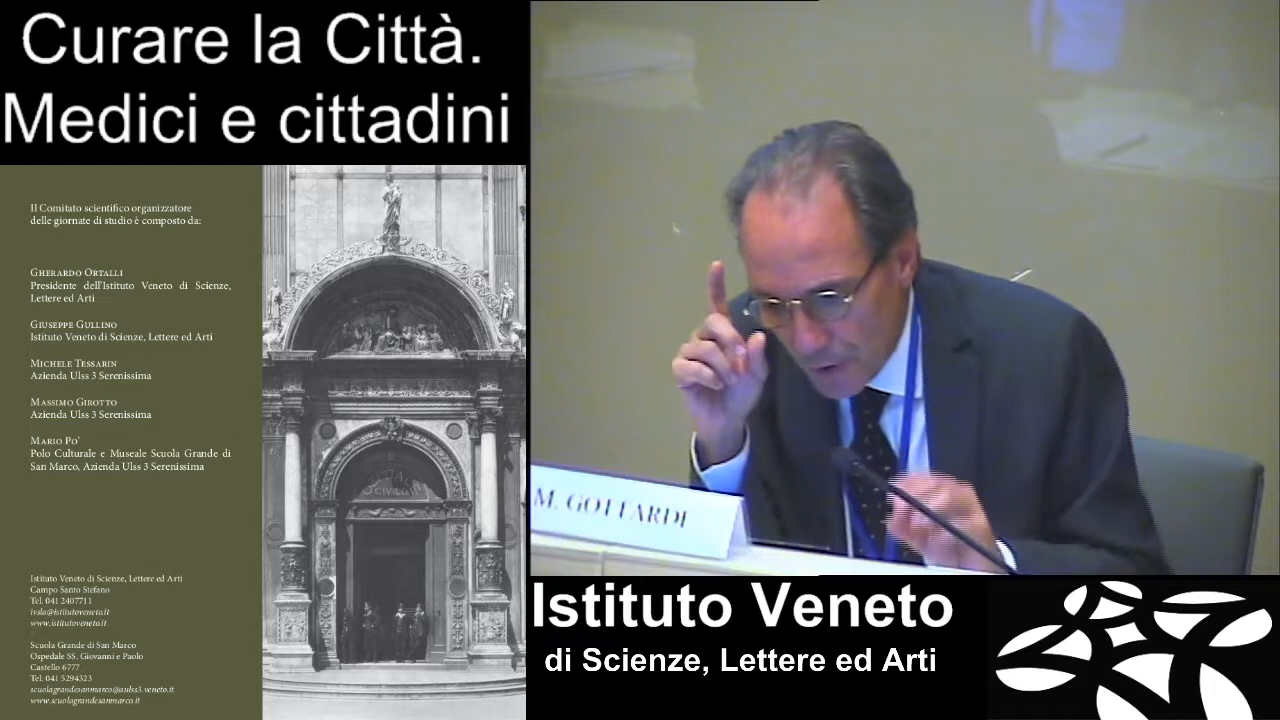 Curare la Città.
Medici e cittadini
Il Comitato scientifico organizzatore
delle giornate di studio è composto da:
Gherardo Ortalli
Presidente dell'Istituto Veneto di Scienze,
Lettere ed Arti
Giuseppe Gullino
Istituto Veneto di Scienze, Lettere ed Arti
Michele Tessarin
Azienda Ulss 3 Serenissima
Massimo Girotto
Azienda Ulss 3 Serenissima
Mario Po'
Polo Culturale e Museale Scuola Grande di
San Marco, Azienda Ulss 3 Serenissima
Istituto Veneto di Scienze, Lettere ed Arti
Campo Santo Stefano
Tel. 041 2407711
ivsla@istitutoveneto.it
www.istitutoveneto.it
Scuola Grande di San Marco
Ospedale SS. Giovanni e Paolo
Castello 6777
Tel. 041 5294323
scuolagrandesanmarco@aulss3.veneto.it
www.scuolagrandesanmarco.it
CIVILE
M. GOTTARDI
Istituto Veneto
di Scienze, Lettere ed Arti